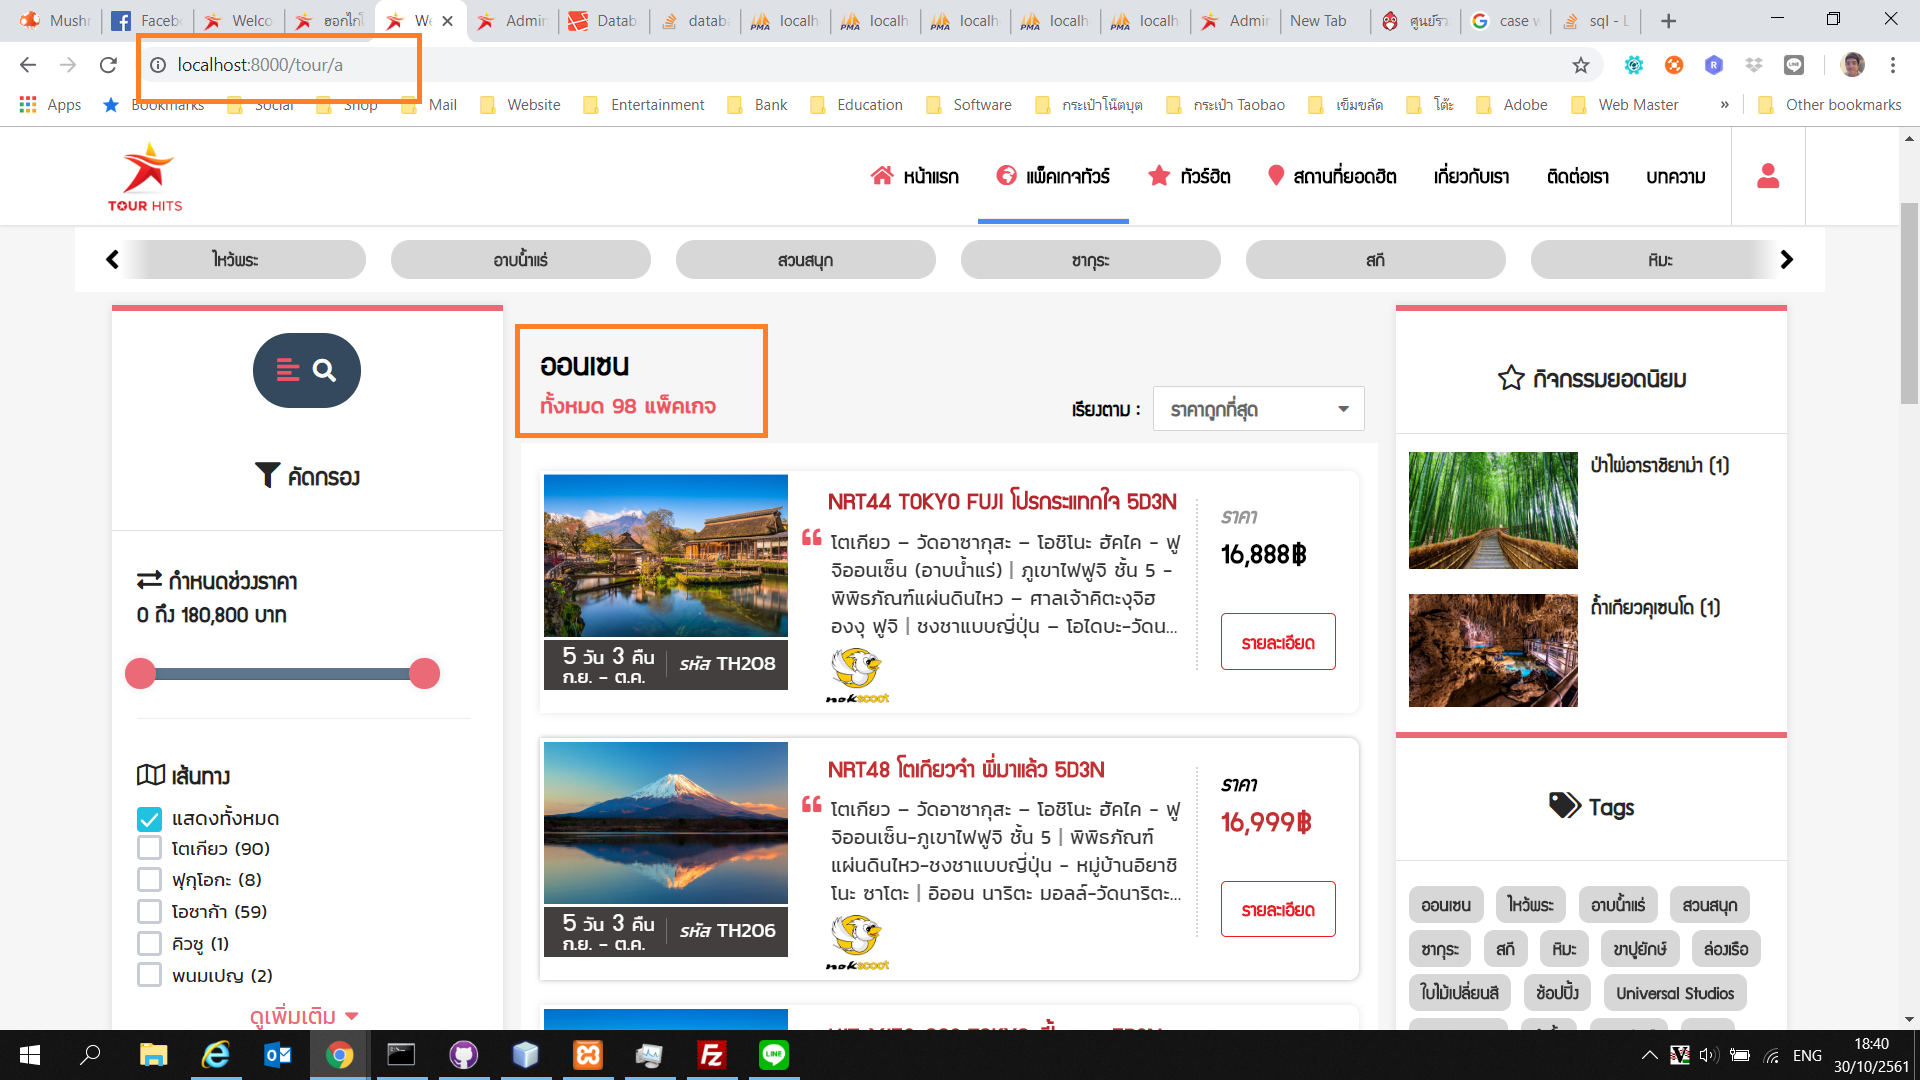 Mushr
Faceb
Welco
ฮอกไกโ
We
Admin
Datab
datab
localh
localh
localh
localh
localh
Admin
New Tab
ศูนย์รว
case w
sql - L
localhost:8000/tour/a
Apps
Bookmarks
Social
Shop
Mail
Website
Entertainment
Bank
Education
Software
กระเป๋าโน๊ตบุต
กระเป๋า Taobao
เข็มขลัด
โต๊ะ
Adobe
Web Master
»
Other bookmarks
TOUR HITS
หน้าแรก
แพ็คเกจทัวร์
ทัวร์ฮิต
สถานที่ยอดฮิต
เกี่ยวกับเรา
ติดต่อเรา
บทความ
ไหว้พระ
อาบน้ำแร่
สวนสนุก
ซากุระ
สกี
หิมะ
คัดกรอง
กำหนดช่วงราคา
0 ถึง 180,800 บาท
เส้นทาง
แสดงทั้งหมด
โตเกียว (90)
ฟุกุโอกะ (8)
โอซาก้า (59)
คิวชู (1)
พนมเปญ (2)
ดูเพิ่มเติม
ออนเซน
ทั้งหมด 98 แพ็คเกจ
เรียงตาม :
ราคาถูกที่สุด
NRT44 TOKYO FUJI โปรกระแทกใจ 5D3N
โตเกียว – วัดอาซากุสะ – โอชิโนะ ฮัคไค - ฟู
จิออนเซ็น (อาบน้ำแร่) | ภูเขาไฟฟูจิ ชั้น 5 -
พิพิธภัณฑ์แผ่นดินไหว – ศาลเจ้าคิตะงุจิฮ
องงุ ฟูจิ | ชงชาแบบญี่ปุ่น – โอไดบะ-วัดน...
5 วัน 3 คืน
ก.ย. - ต.ค.
รหัส TH208
nokscoot
ราคา
16,888฿
รายละเอียด
NRT48 โตเกียวจ๋า พี่มาแล้ว 5D3N
โตเกียว – วัดอาซากุสะ – โอชิโนะ ฮัคไค - ฟู
จิออนเซ็น-ภูเขาไฟฟูจิ ชั้น 5 | พิพิธภัณฑ์
แผ่นดินไหว-ชงชาแบบญี่ปุ่น - หมู่บ้านอิยาชิ
โนะ ซาโตะ | อิออน นาริตะ มอลล์-วัดนาริตะ...
5 วัน 3 คืน
ก.ย. - ต.ค.
รหัส TH206
nokscoot
ราคา
16,999฿
รายละเอียด
กิจกรรมยอดนิยม
ป่าไผ่อาราชิยาม่า (1)
ถ้ำเกียวคุเซนโด (1)
Tags
ออนเซน
ไหว้พระ
อาบน้ำแร่
สวนสนุก
ซากุระ
สกี
หิมะ
ขาปูยักษ์
ล่องเรือ
ใบไม้เปลี่ยนสี
ช้อปปิ้ง
Universal Studios
ENG
18:40
30/10/2561